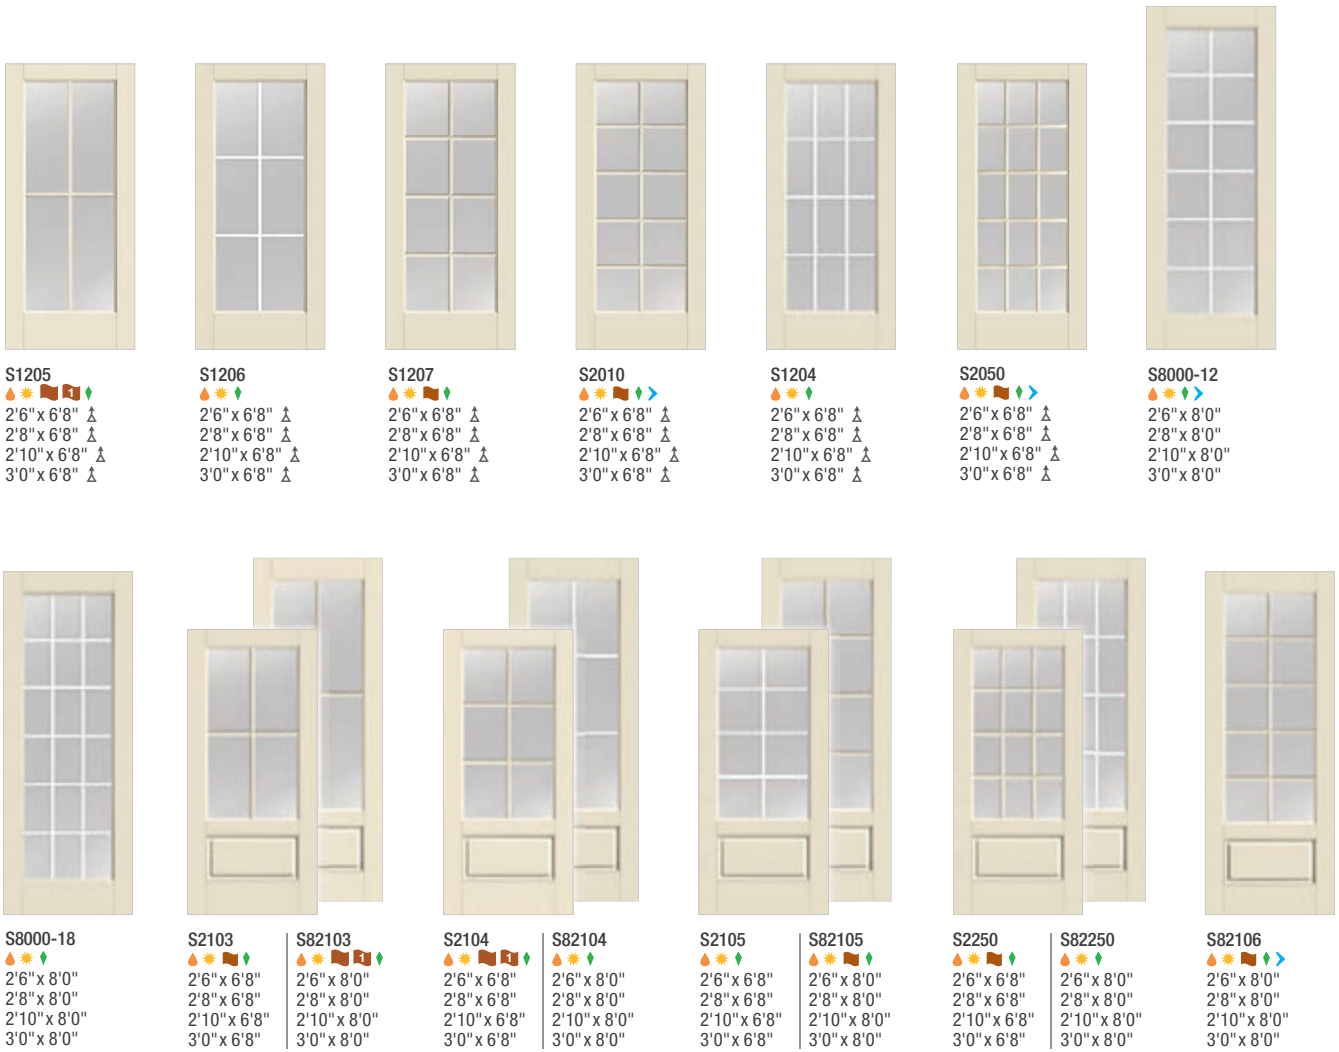 S1205
1
2'6" x 6'8"
2'8" x 6'8"
2'10" x 6'8"
3'0" x 6'8"
S1206
2'6" x 6'8"
2'8" x 6'8"
2'10" x 6'8"
3'0" x 6'8"
S1207
2'6" x 6'8"
2'8" x 6'8"
2'10" x 6'8"
3'0" x 6'8"
S2010
2'6" x 6'8"
2'8" x 6'8"
2'10" x 6'8"
3'0" x 6'8"
S1204
2'6" x 6'8"
2'8" x 6'8"
2'10" x 6'8"
3'0" x 6'8"
S2050
2'6" x 6'8"
2'8" x 6'8"
2'10" x 6'8"
3'0" x 6'8"
S8000-12
2'6" x 8'0"
2'8" x 8'0"
2'10" x 8'0"
3'0" x 8'0"
S8000-18
2'6" x 8'0"
2'8" x 8'0"
2'10" x 8'0"
3'0" x 8'0"
S2103
2'6" x 6'8"
2'8" x 6'8"
2'10" x 6'8"
3'0" x 6'8"
S82103
1
2'6" x 8'0"
2'8" x 8'0"
2'10" x 8'0"
3'0" x 8'0"
S2104
1
2'6" x 6'8"
2'8" x 6'8"
2'10" x 6'8"
3'0" x 6'8"
S82104
2'6" x 8'0"
2'8" x 8'0"
2'10" x 8'0"
3'0" x 8'0"
S2105
2'6" x 6'8"
2'8" x 6'8"
2'10" x 6'8"
3'0" x 6'8"
S82105
2'6" x 8'0"
2'8" x 8'0"
2'10" x 8'0"
3'0" x 8'0"
S2250
2'6" x 6'8"
2'8" x 6'8"
2'10" x 6'8"
3'0" x 6'8"
S82250
2'6" x 8'0"
2'8" x 8'0"
2'10" x 8'0"
3'0" x 8'0"
S82106
2'6" x 8'0"
2'8" x 8'0"
2'10" x 8'0"
3'0" x 8'0"